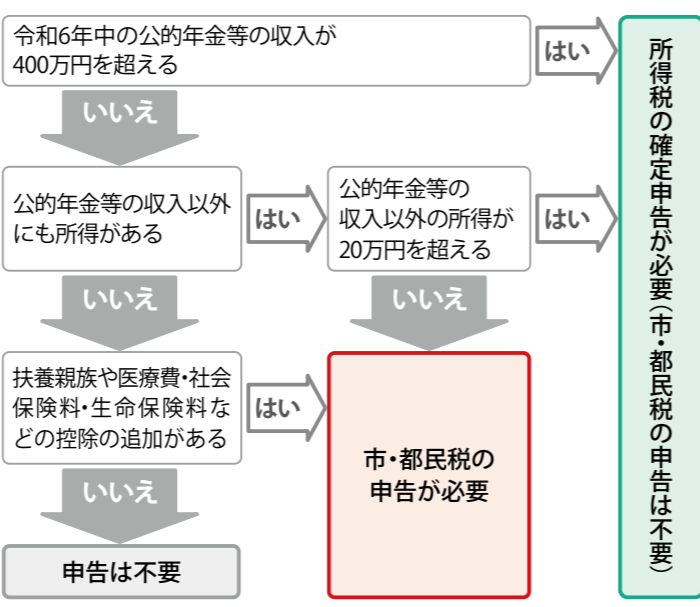 令和6年中の公的年金等の収入が
400万円を超える
はい
いいえ
公的年金等の収入以外
にも所得がある
はい
公的年金等の
収入以外の所得が
20万円を超える
はい
いいえ
いいえ
扶養親族や医療費・社会
保険料・生命保険料な
どの控除の追加がある
はい
市・都民税の
申告が必要
いいえ
申告は不要
所得税の確定申告が必要（市・都民税の申告は不要）